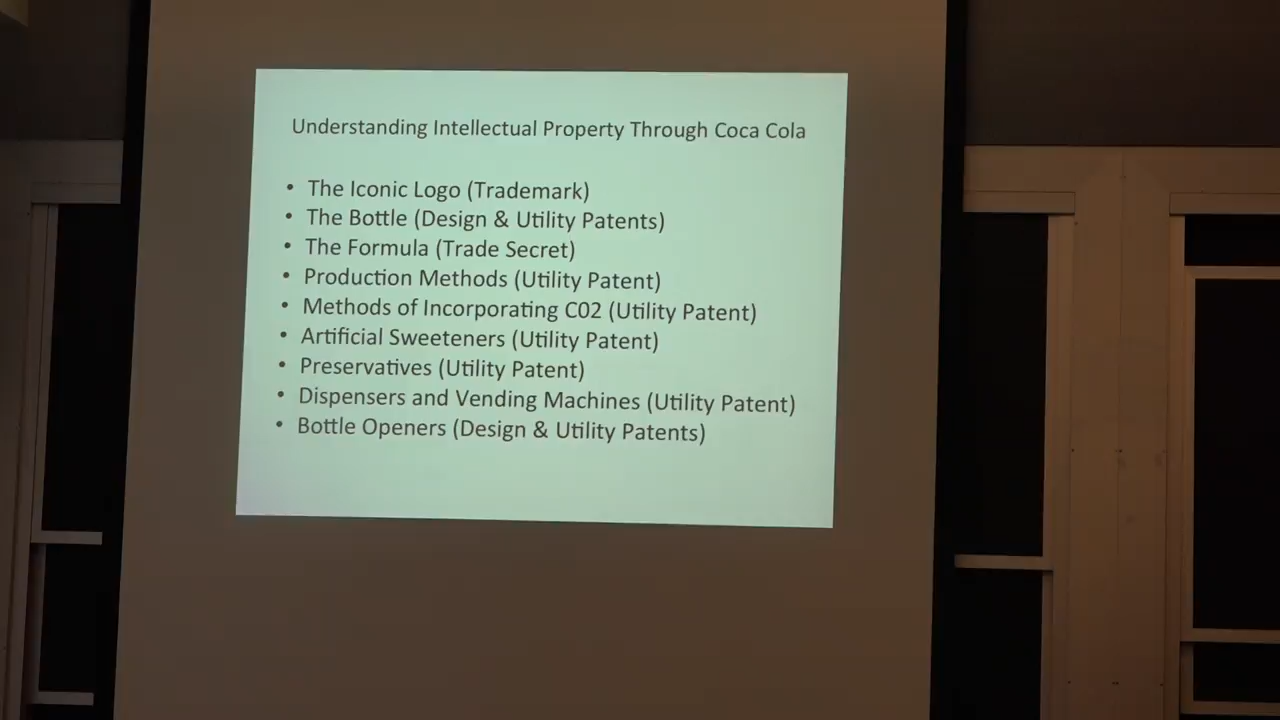 Understanding Intellectual Property Through Coca Cola
• The Iconic Logo (Trademark)
• The Bottle (Design & Utility Patents)
• The Formula (Trade Secret)
• Production Methods (Utility Patent)
• Methods of Incorporating C02 (Utility Patent)
• Artificial Sweeteners (Utility Patent)
• Preservatives (Utility Patent)
• Dispensers and Vending Machines (Utility Patent)
• Bottle Openers (Design & Utility Patents)